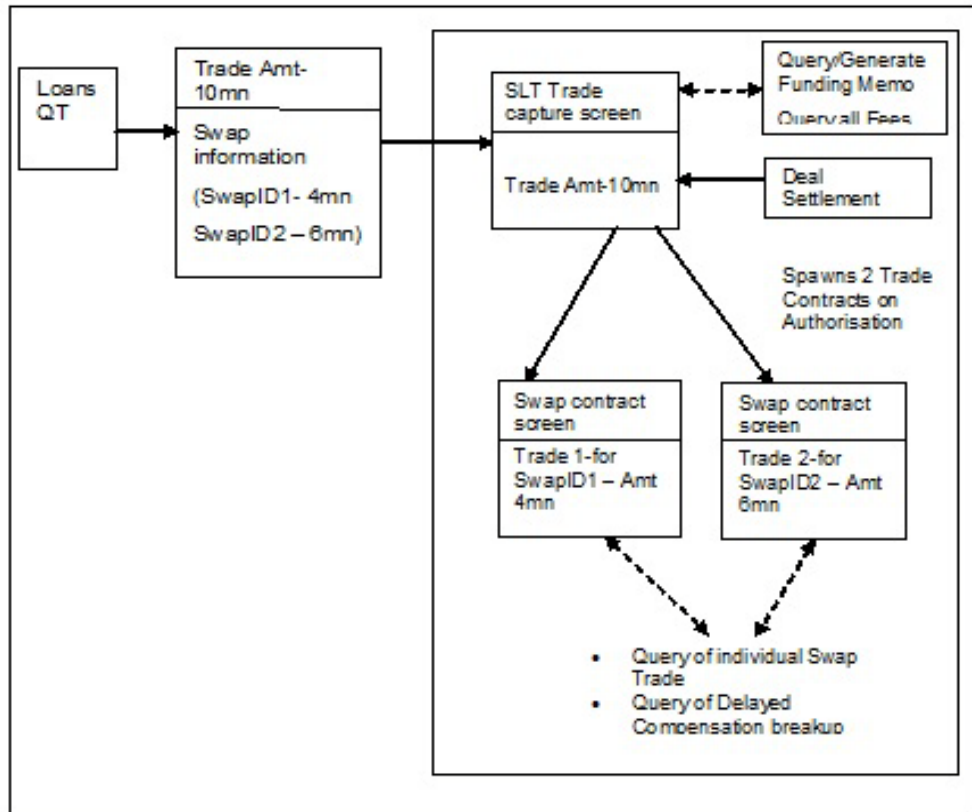 Loans
QT
Trade Amt-
10mn
Swap
information
(SwapID1- 4mn
SwapID2 – 6mn)
SLT Trade
capture screen
Trade Amt-10mn
Query/Generate
Funding Memo
Query all Fees
Deal
Settlement
Spawns 2 Trade
Contracts on
Authorisation
Swap contract
screen
Trade 1-for
SwapID1 – Amt
4mn
Swap contract
screen
Trade 2-for
SwapID2 – Amt
6mn
• Query of individual Swap
Trade
• Query of Delayed
Compensation breakup